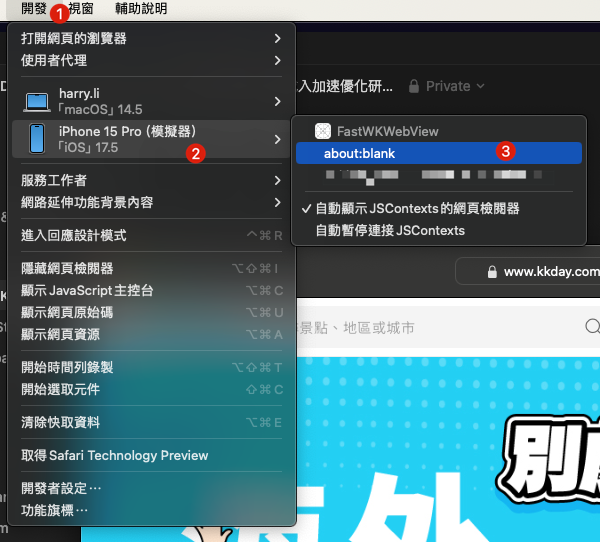 開發 視窗 輔助說明
1
打開網頁的瀏覽器
使用者代理
harry.li
「macOS」14.5
iPhone 15 Pro（模擬器）
「iOS」17.5
2
服務工作者
網路延伸功能背景內容
進入回應設計模式 ^⌘R
隱藏網頁檢閱器 ⌥⇧⌘I
顯示 JavaScript 主控台 ⌥⌘C
顯示網頁原始碼 ⌥⌘U
顯示網頁資源 ⌥⌘A
開始時間列錄製 ⌥⇧⌘T
開始選取元件 ⇧⌘C
清除快取資料 ⌥⌘E
取得 Safari Technology Preview
開發者設定…
功能旗標…
入加速優化研... Private
FastWKWebView
about:blank
3
自動顯示 JSContexts 的網頁檢閱器
自動暫停連接 JSContexts
www.kkday.com
景點、地區或城市
別
海外